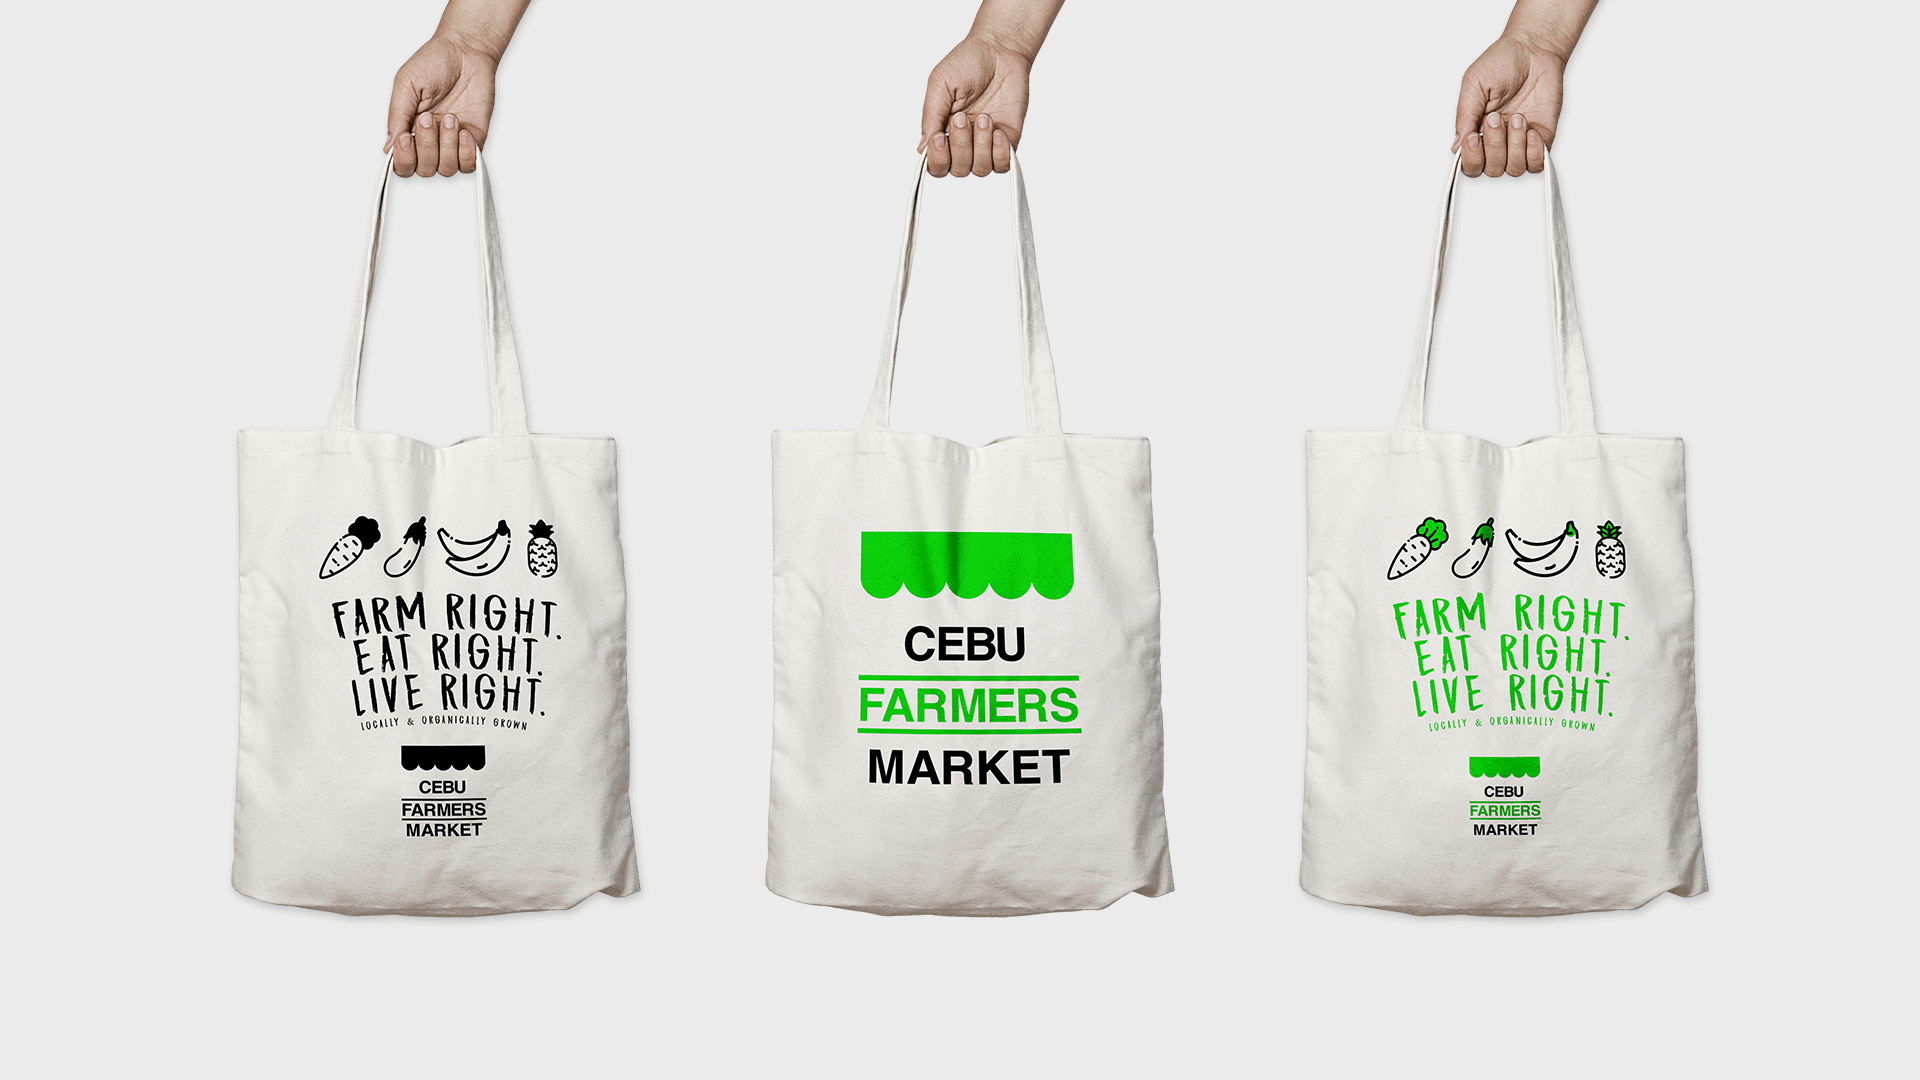 FARM RIGHT.
EAT RIGHT.
LIVE RIGHT.
LOCALLY & ORGANICALLY GROWN
CEBU
FARMERS
MARKET
CEBU
FARMERS
MARKET
FARM RIGHT.
EAT RIGHT.
LIVE RIGHT.
LOCALLY & ORGANICALLY GROWN
CEBU
FARMERS
MARKET